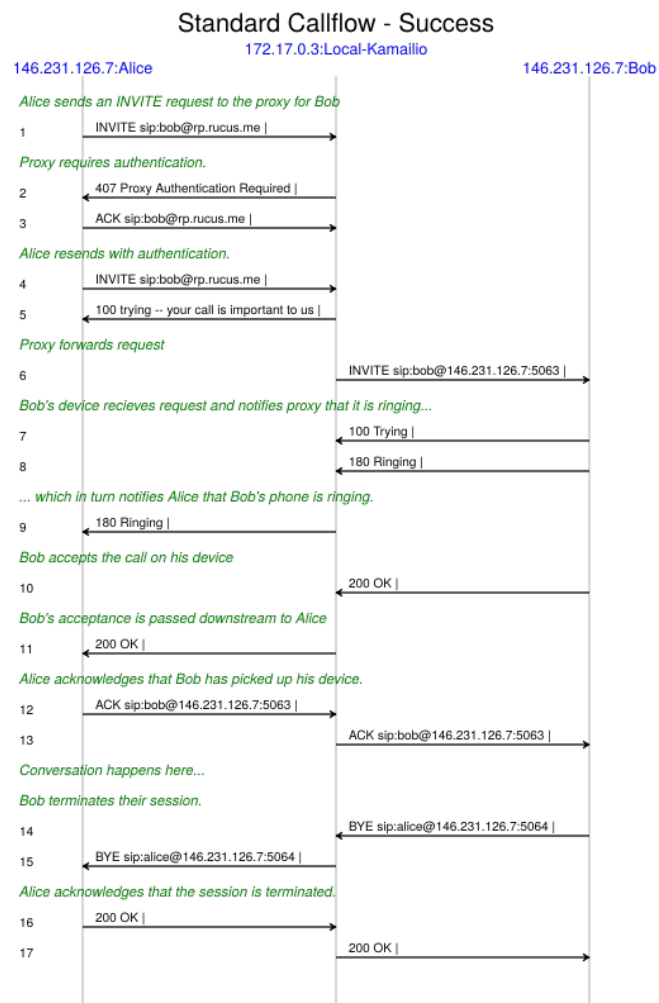 Standard Callflow - Success
172.17.0.3:Local-Kamailio
146.231.126.7:Alice 146.231.126.7:Bob
Alice sends an INVITE request to the proxy for Bob
1 INVITE sip:bob@rp.rucus.me |
Proxy requires authentication.
2 407 Proxy Authentication Required |
3 ACK sip:bob@rp.rucus.me |
Alice resends with authentication.
4 INVITE sip:bob@rp.rucus.me |
5 100 trying -- your call is important to us |
Proxy forwards request
6 INVITE sip:bob@146.231.126.7:5063 |
Bob's device recieves request and notifies proxy that it is ringing...
7 100 Trying |
8 180 Ringing |
... which in turn notifies Alice that Bob's phone is ringing.
9 180 Ringing |
Bob accepts the call on his device
10 200 OK |
Bob's acceptance is passed downstream to Alice
11 200 OK |
Alice acknowledges that Bob has picked up his device.
12 ACK sip:bob@146.231.126.7:5063 |
13 ACK sip:bob@146.231.126.7:5063 |
Conversation happens here...
Bob terminates their session.
14 BYE sip:alice@146.231.126.7:5064 |
15 BYE sip:alice@146.231.126.7:5064 |
Alice acknowledges that the session is terminated.
16 200 OK |
17 200 OK |